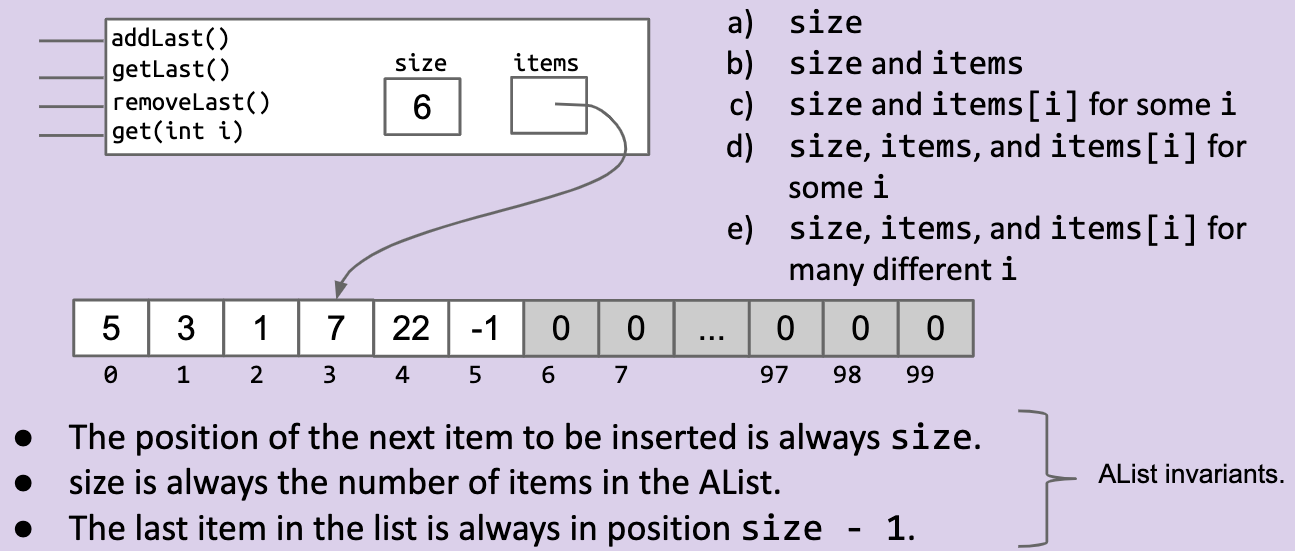 addLast()
getLast()
removeLast()
get(int i)
size
items
6
a) size
b) size and items
c) size and items[i] for some i
d) size, items, and items[i] for
some i
e) size, items, and items[i] for
many different i
5 3 1 7 22 -1 0 0 ... 0 0 0
0 1 2 3 4 5 6 7 97 98 99
● The position of the next item to be inserted is always size.
● size is always the number of items in the AList.
● The last item in the list is always in position size - 1.
AList invariants.